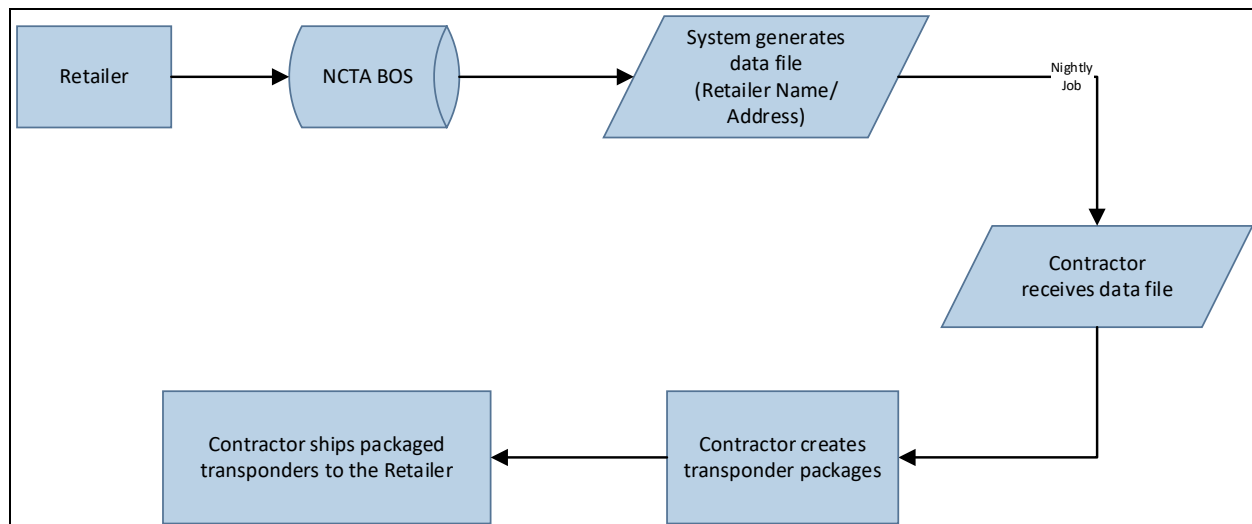 Retailer
NCTA BOS
System generates
data file
(Retailer Name/
Address)
Nightly
Job
Contractor
receives data file
Contractor creates
transponder packages
Contractor ships packaged
transponders to the Retailer